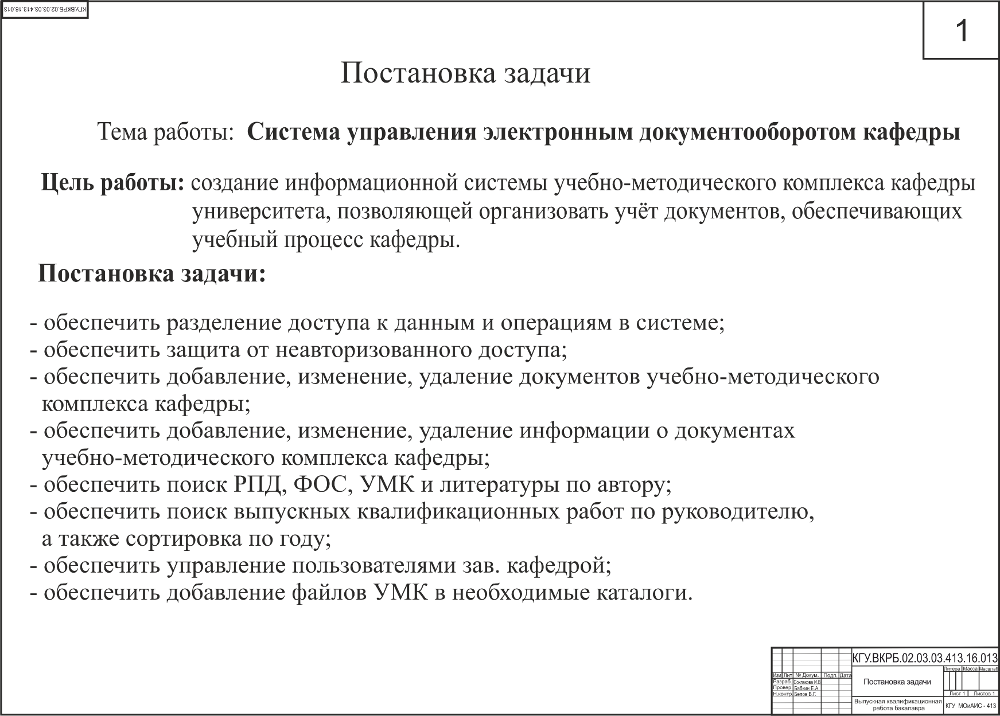 КГУ.ВКРБ.02.03.03.413.16.013
1
Постановка задачи
Тема работы: Система управления электронным документооборотом кафедры
Цель работы: создание информационной системы учебно-методического комплекса кафедры
университета, позволяющей организовать учёт документов, обеспечивающих
учебный процесс кафедры.
Постановка задачи:
- обеспечить разделение доступа к данным и операциям в системе;
- обеспечить защита от неавторизованного доступа;
- обеспечить добавление, изменение, удаление документов учебно-методического
комплекса кафедры;
- обеспечить добавление, изменение, удаление информации о документах
учебно-методического комплекса кафедры;
- обеспечить поиск РПД, ФОС, УМК и литературы по автору;
- обеспечить поиск выпускных квалификационных работ по руководителю,
а также сортировка по году;
- обеспечить управление пользователями зав. кафедрой;
- обеспечить добавление файлов УМК в необходимые каталоги.
КГУ.ВКРБ.02.03.03.413.16.013
Литера Масса Масштаб
Изм Лит № Докум. Подп. Дата
Разраб. Соклакова И.В
Провер. Бабкин Е.А.
Н.контр. Белов В.Г.
Постановка задачи
Лист 1 Листов 1
Выпускная квалификационная
работа бакалавра
КГУ МОиАИС - 413